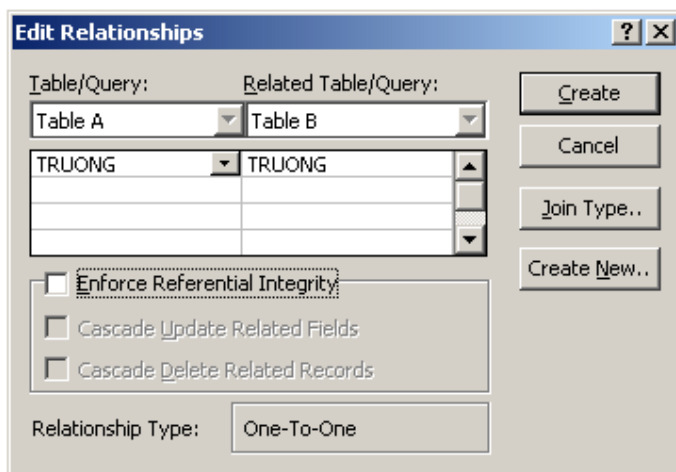 Edit Relationships
Table/Query: Related Table/Query:
Table A Table B
TRUONG TRUONG
Enforce Referential Integrity
Cascade Update Related Fields
Cascade Delete Related Records
Relationship Type: One-To-One
Create
Cancel
Join Type..
Create New..